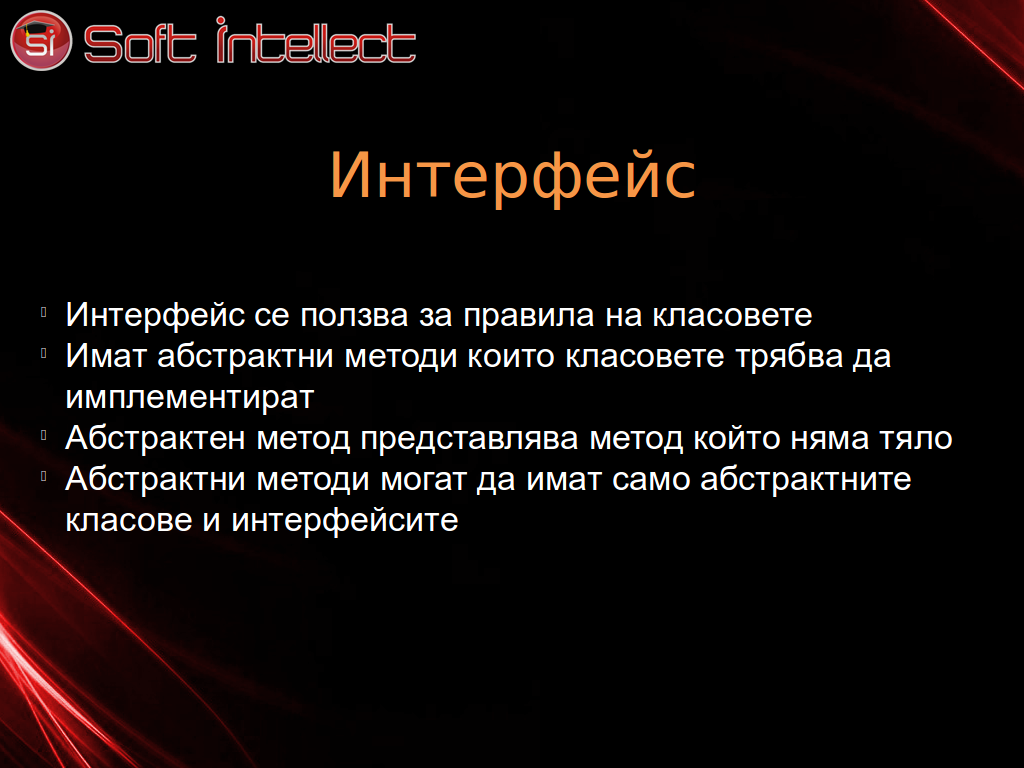 Si Soft Intellect
Интерфейс
Интерфейс се ползва за правила на класовете
Имат абстрактни методи които класовете трябва да
имплементират
Абстрактен метод представлява метод който няма тяло
Абстрактни методи могат да имат само абстрактните
класове и интерфейсите